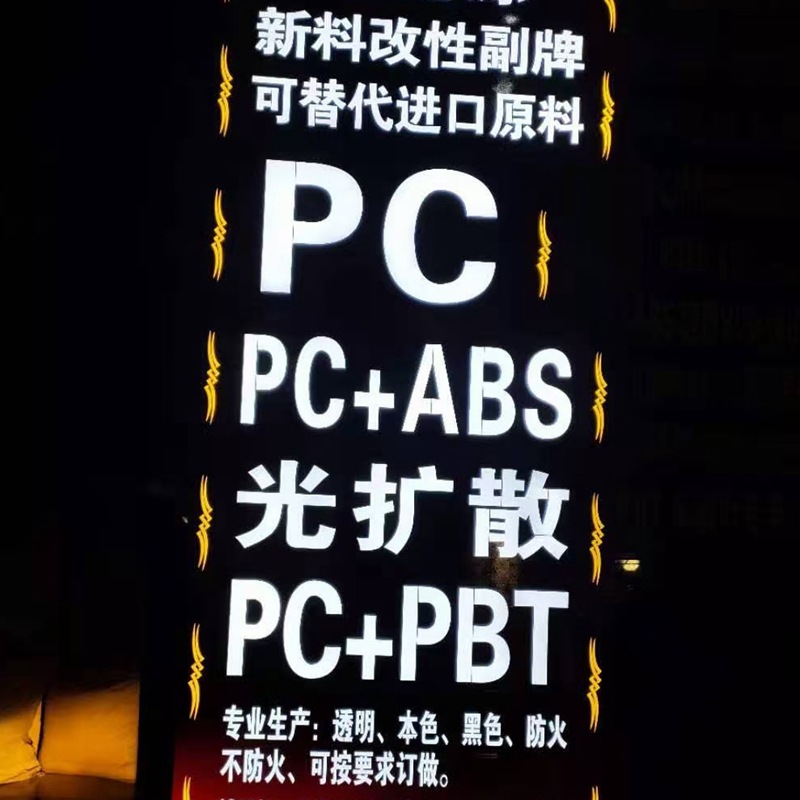 新料改性副牌
可替代进口原料
PC
PC+ABS
光扩散
PC+PBT
专业生产：透明、本色、黑色、防火
不防火、可按要求订做。